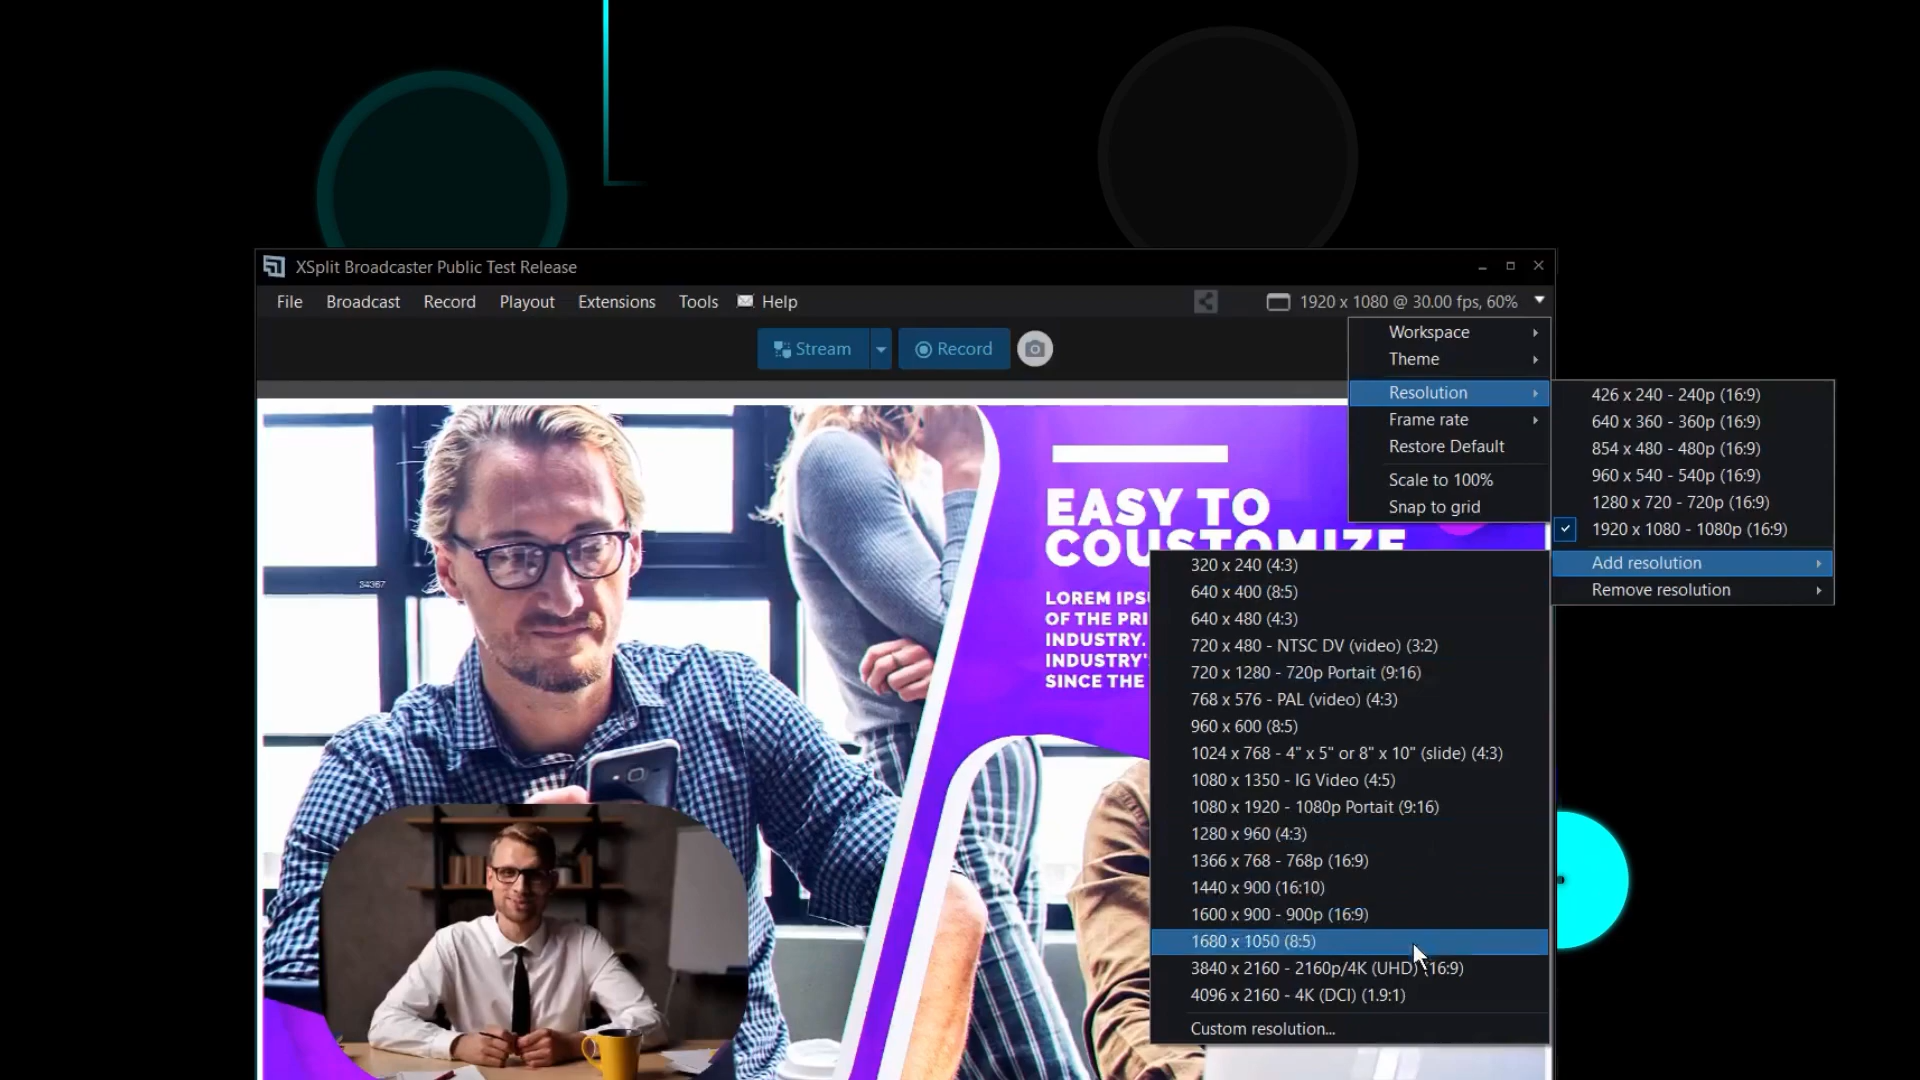 XSplit Broadcaster Public Test Release
File Broadcast Record Playout Extensions Tools Help 1920 x 1080 @ 30.00 fps, 60%
Stream Record
Workspace
Theme
Resolution
Frame rate
Restore Default
Scale to 100%
Snap to grid
426 x 240 - 240p (16:9)
640 x 360 - 360p (16:9)
854 x 480 - 480p (16:9)
960 x 540 - 540p (16:9)
1280 x 720 - 720p (16:9)
1920 x 1080 - 1080p (16:9)
Add resolution
Remove resolution
EASY TO
COUSTOMIZE
LOREM IPS
OF THE PRI
INDUSTRY.
INDUSTRY'
SINCE THE
34367
320 x 240 (4:3)
640 x 400 (8:5)
640 x 480 (4:3)
720 x 480 - NTSC DV (video) (3:2)
720 x 1280 - 720p Portait (9:16)
768 x 576 - PAL (video) (4:3)
960 x 600 (8:5)
1024 x 768 - 4" x 5" or 8" x 10" (slide) (4:3)
1080 x 1350 - IG Video (4:5)
1080 x 1920 - 1080p Portait (9:16)
1280 x 960 (4:3)
1366 x 768 - 768p (16:9)
1440 x 900 (16:10)
1600 x 900 - 900p (16:9)
1680 x 1050 (8:5)
3840 x 2160 - 2160p/4K (UHD) (16:9)
4096 x 2160 - 4K (DCI) (1.9:1)
Custom resolution...